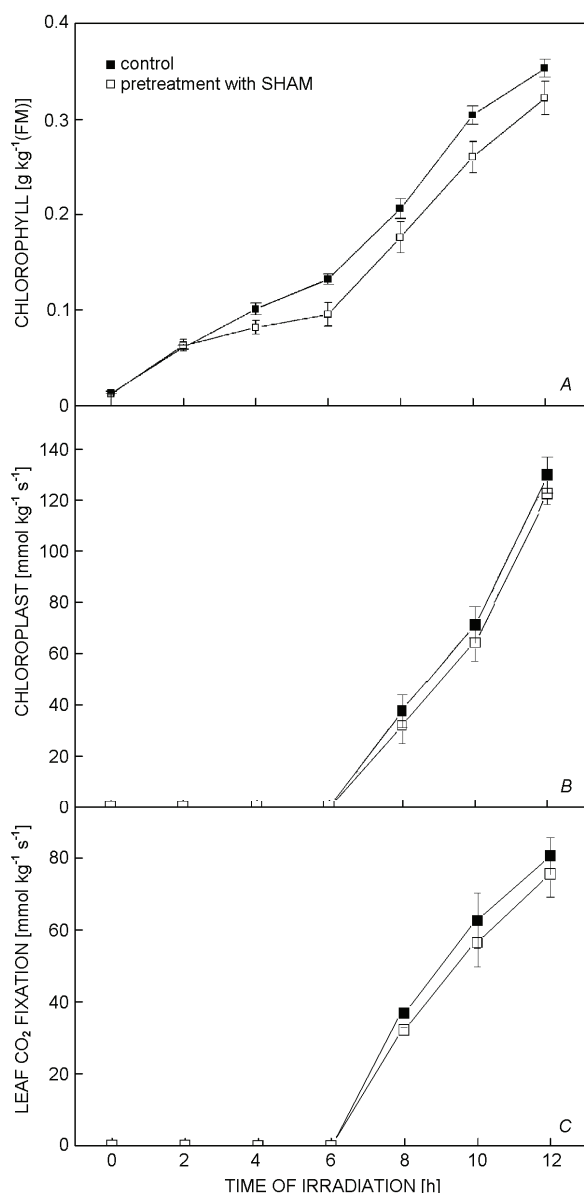 0.4
control
pretreatment with SHAM
0.3
0.2
0.1
0
CHLOROPHYLL [g kg⁻¹(FM)]
A
140
120
100
80
60
40
20
0
CHLOROPLAST [mmol kg⁻¹ s⁻¹]
B
80
60
40
20
0
LEAF CO₂ FIXATION [mmol kg⁻¹ s⁻¹]
C
0 2 4 6 8 10 12
TIME OF IRRADIATION [h]